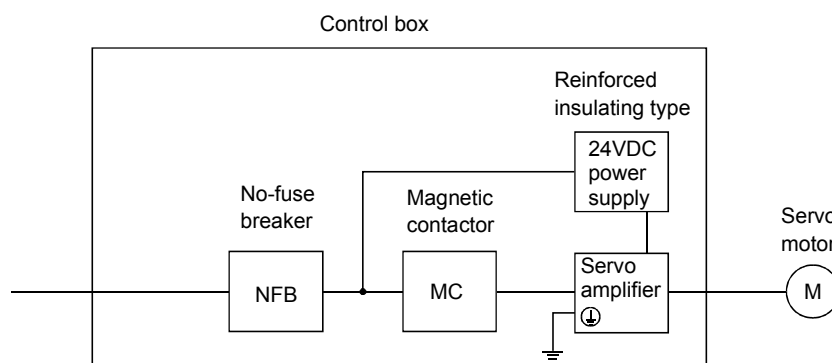 Control box
Reinforced
insulating type
24VDC
power
supply
No-fuse
breaker
Magnetic
contactor
Servo
motor
NFB
MC
Servo
amplifier
M